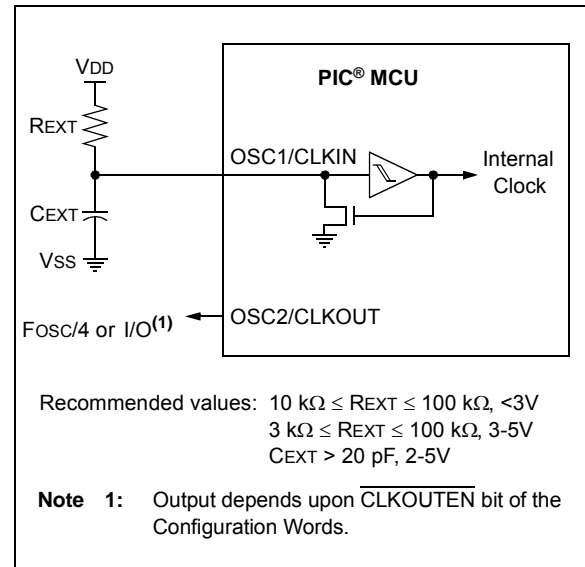 VDD
PIC® MCU
REXT
OSC1/CLKIN
Internal
Clock
CEXT
VSS
FOSC/4 or I/O(1)
OSC2/CLKOUT
Recommended values: 10 kΩ ≤ REXT ≤ 100 kΩ, <3V
3 kΩ ≤ REXT ≤ 100 kΩ, 3-5V
CEXT > 20 pF, 2-5V
Note 1: Output depends upon CLKOUTEN bit of the
Configuration Words.